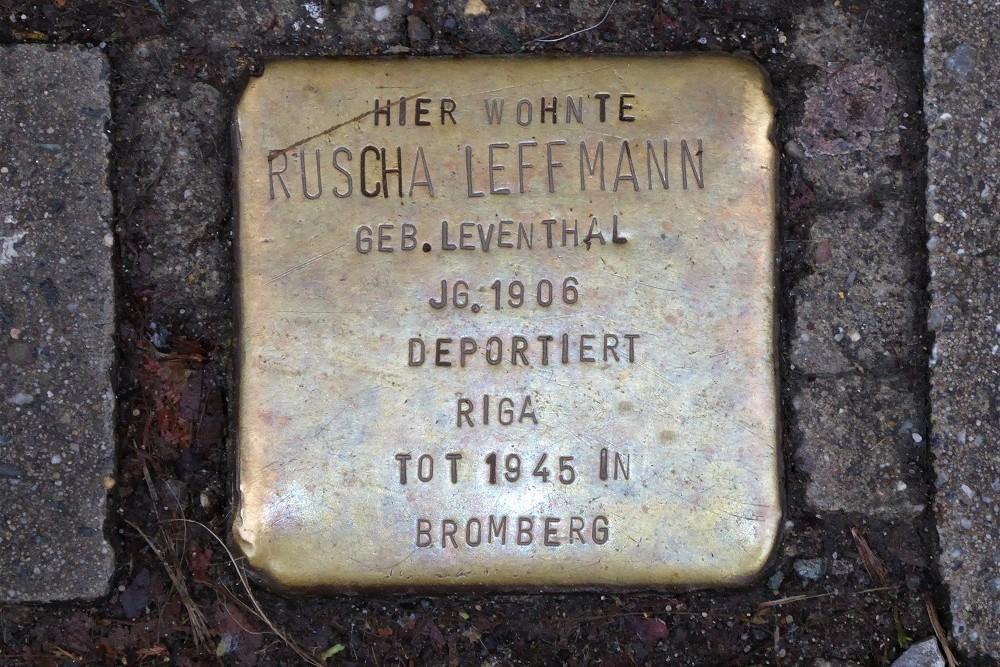 HIER WOHNTE
RUSCHA LEFFMANN
GEB. LEVENTHAL
JG. 1906
DEPORTIERT
RIGA
TOT 1945 IN
BROMBERG